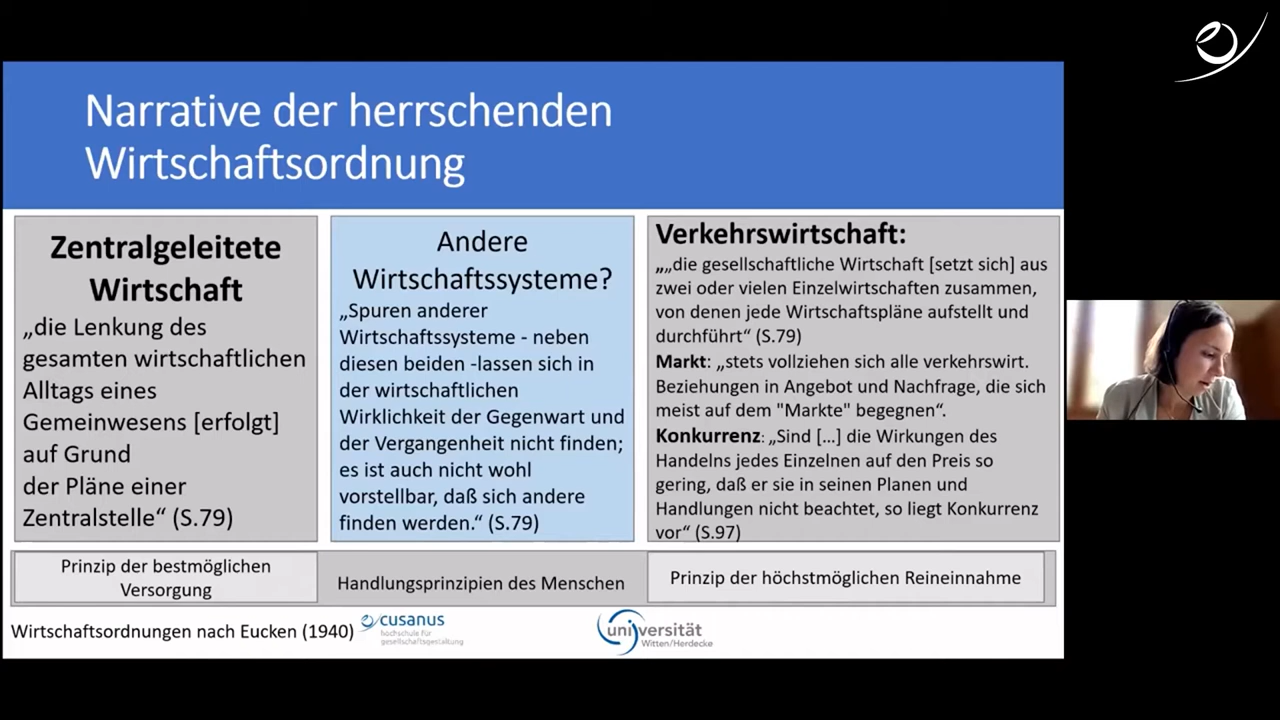 Narrative der herrschenden
Wirtschaftsordnung
Zentralgeleitete
Wirtschaft
„die Lenkung des
gesamten wirtschaftlichen
Alltags eines
Gemeinwesens [erfolgt]
auf Grund
der Pläne einer
Zentralstelle“ (S.79)
Andere
Wirtschaftssysteme?
„Spuren anderer
Wirtschaftssysteme - neben
diesen beiden -lassen sich in
der wirtschaftlichen
Wirklichkeit der Gegenwart und
der Vergangenheit nicht finden;
es ist auch nicht wohl
vorstellbar, daß sich andere
finden werden.“ (S.79)
Verkehrswirtschaft:
„„die gesellschaftliche Wirtschaft [setzt sich] aus
zwei oder vielen Einzelwirtschaften zusammen,
von denen jede Wirtschaftspläne aufstellt und
durchführt“ (S.79)
Markt: „stets vollziehen sich alle verkehrswirt.
Beziehungen in Angebot und Nachfrage, die sich
meist auf dem "Markte" begegnen“.
Konkurrenz: „Sind [...] die Wirkungen des
Handelns jedes Einzelnen auf den Preis so
gering, daß er sie in seinen Planen und
Handlungen nicht beachtet, so liegt Konkurrenz
vor“ (S.97)
Prinzip der bestmöglichen
Versorgung
Handlungsprinzipien des Menschen
Prinzip der höchstmöglichen Reineinnahme
Wirtschaftsordnungen nach Eucken (1940)
cusanus
hochschule für
gesellschaftsgestaltung
universität
Witten/Herdecke